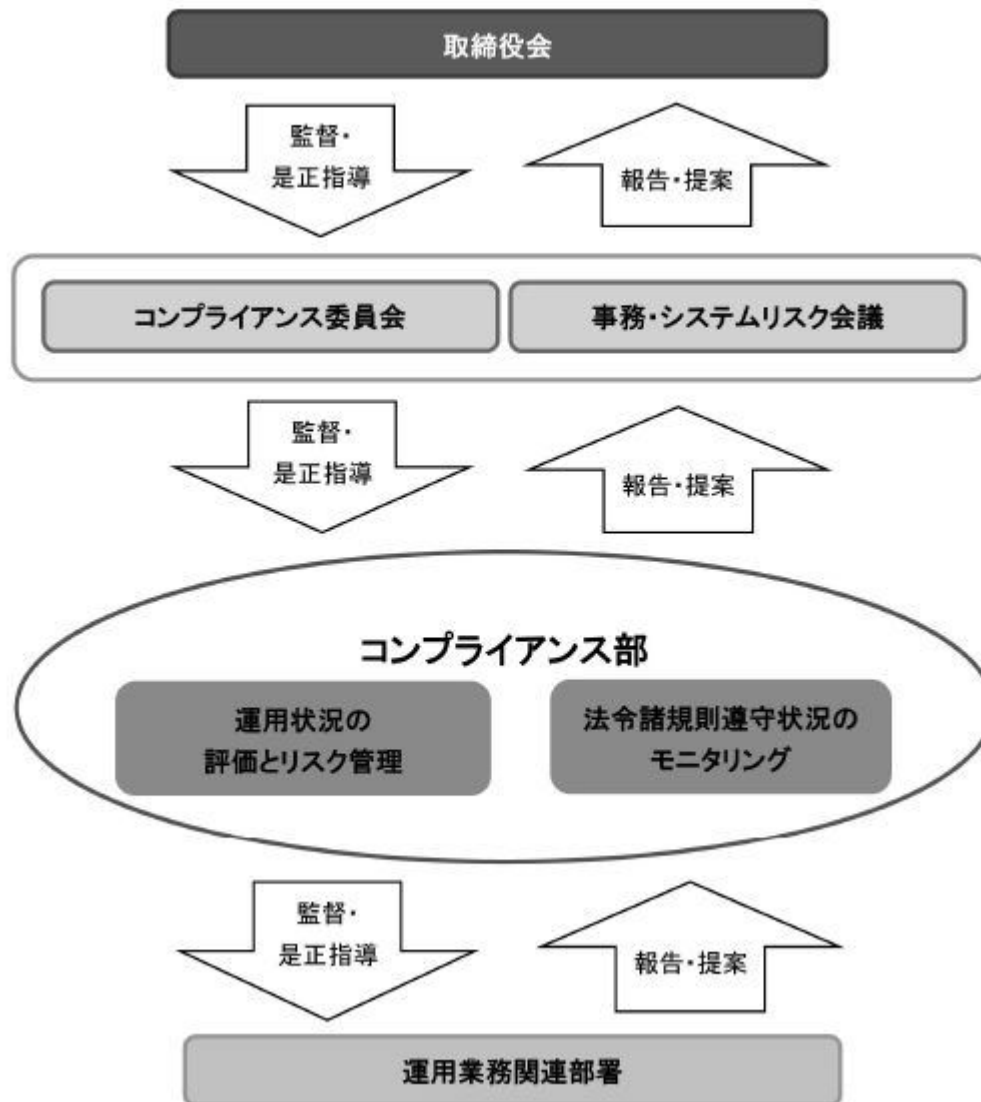 取締役会
監督・
是正指導
報告・提案
コンプライアンス委員会
事務・システムリスク会議
監督・
是正指導
報告・提案
コンプライアンス部
運用状況の
評価とリスク管理
法令諸規則遵守状況の
モニタリング
監督・
是正指導
報告・提案
運用業務関連部署